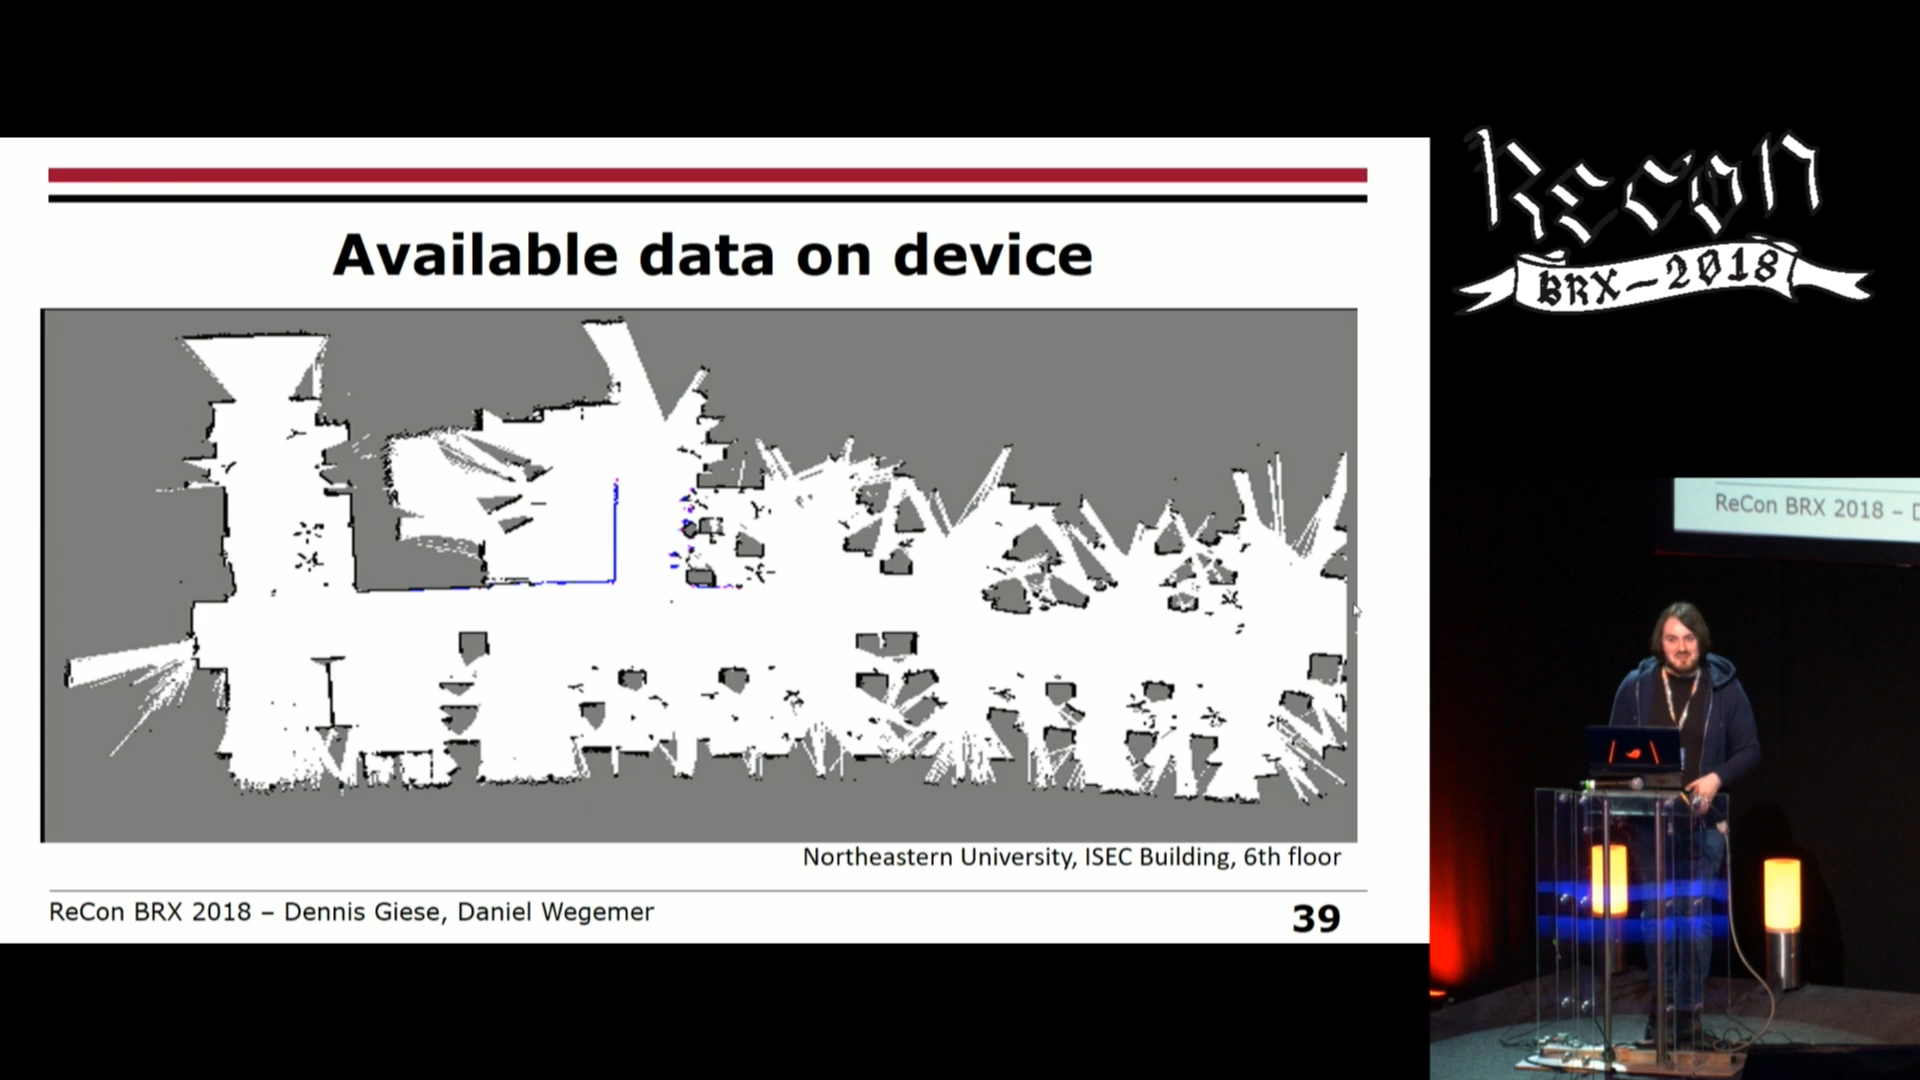 Available data on device
Northeastern University, ISEC Building, 6th floor
ReCon BRX 2018 – Dennis Giese, Daniel Wegemer
39
Recon
BRX-2018
ReCon BRX 2018 – D